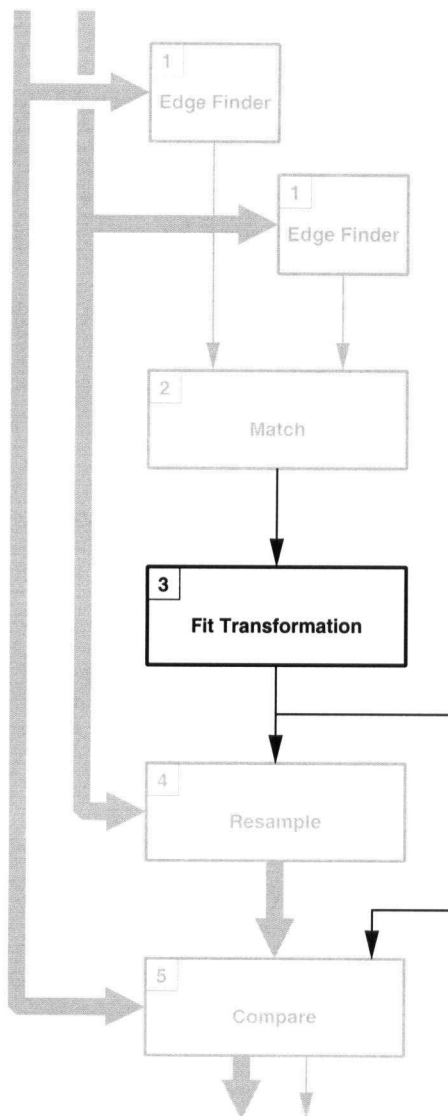 1
Edge Finder
1
Edge Finder
2
Match
3
Fit Transformation
4
Resample
5
Compare